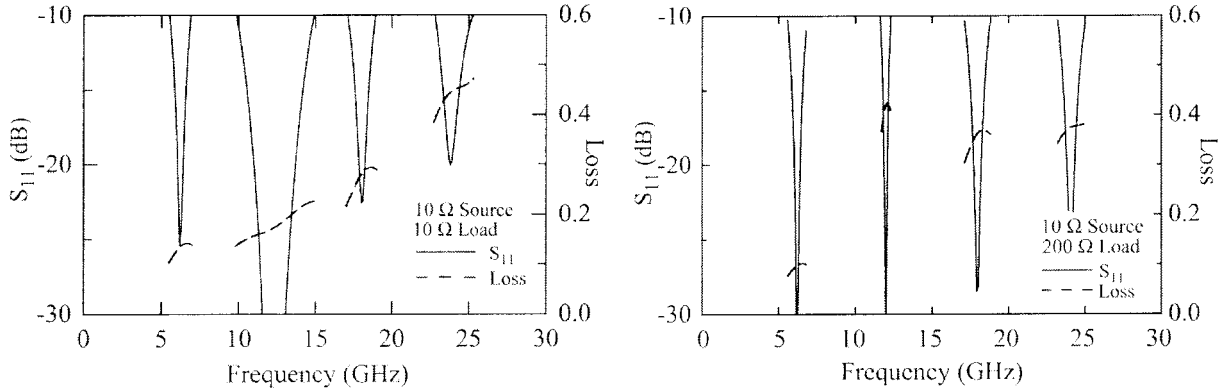 -10
-20
-30
S11 (dB)
0.6
0.4
0.2
0.0
Loss
10 Ω Source
10 Ω Load
S11
Loss
0 5 10 15 20 25 30
Frequency (GHz)
-10
-20
-30
S11 (dB)
0.6
0.4
0.2
0.0
Loss
10 Ω Source
200 Ω Load
S11
Loss
0 5 10 15 20 25 30
Frequency (GHz)